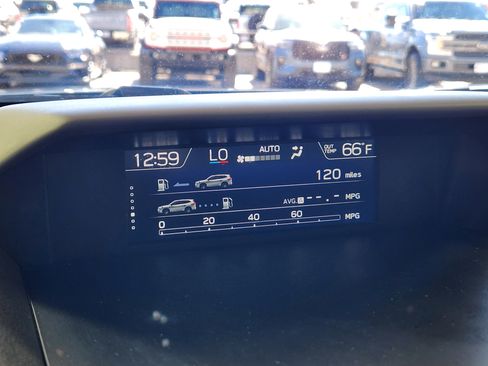 12:59 LO AUTO OUT TEMP 66°F
120 miles
AVG. A --.- MPG
0 20 40 60 MPG